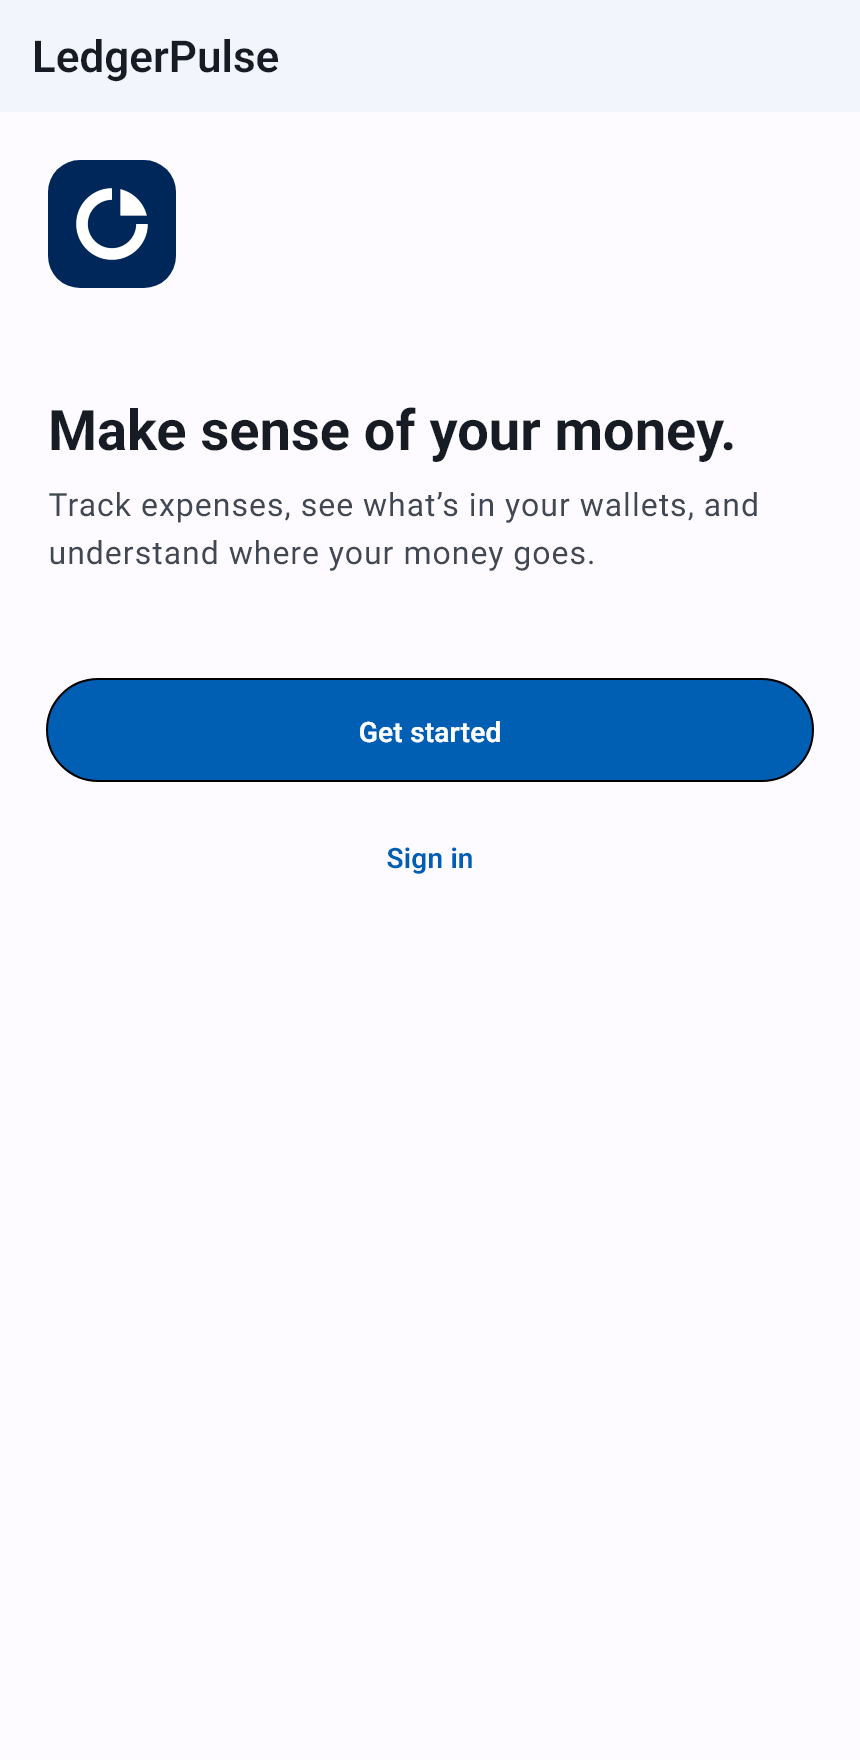 LedgerPulse
Make sense of your money.
Track expenses, see what’s in your wallets, and
understand where your money goes.
Get started
Sign in